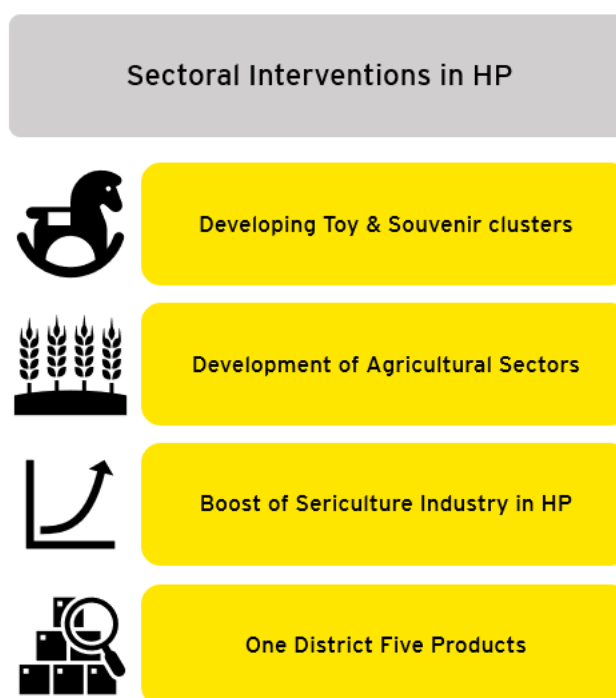 Sectoral Interventions in HP
Developing Toy & Souvenir clusters
Development of Agricultural Sectors
Boost of Sericulture Industry in HP
One District Five Products